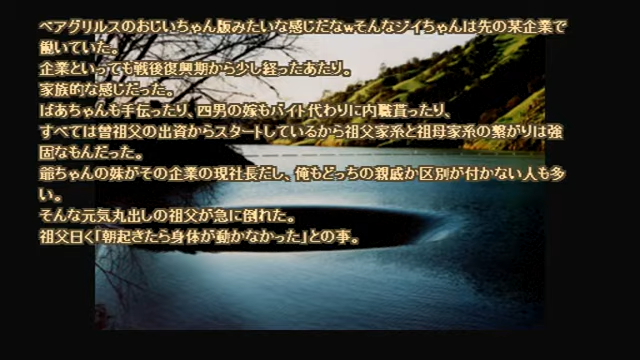 ベアグリルスのおじいちゃん版みたいな感じだなwそんなジイちゃんは先の某企業で
働いていた。
企業といっても戦後復興期から少し経ったあたり。
家族的な感じだった。
ばあちゃんも手伝ったり、四男の嫁もバイト代わりに内職貰ったり、
すべては曽祖父の出資からスタートしているから祖父家系と祖母家系の繋がりは強
固なもんだった。
爺ちゃんの妹がその企業の現社長だし、俺もどっちの親戚か区別が付かない人も多
い。
そんな元気丸出しの祖父が急に倒れた。
祖父曰く「朝起きたら身体が動かなかった」との事。